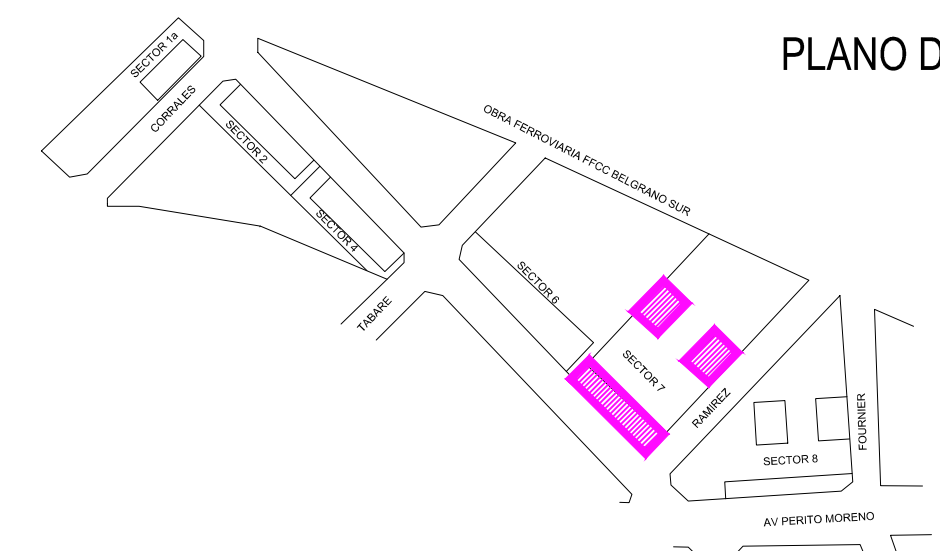 PLANO D
SECTOR 1a
CORRALES
SECTOR 2
SECTOR 4
OBRA FERROVIARIA FFCC BELGRANO SUR
TABARE
SECTOR 6
SECTOR 7
RAMIREZ
FOURNIER
SECTOR 8
AV PERITO MORENO